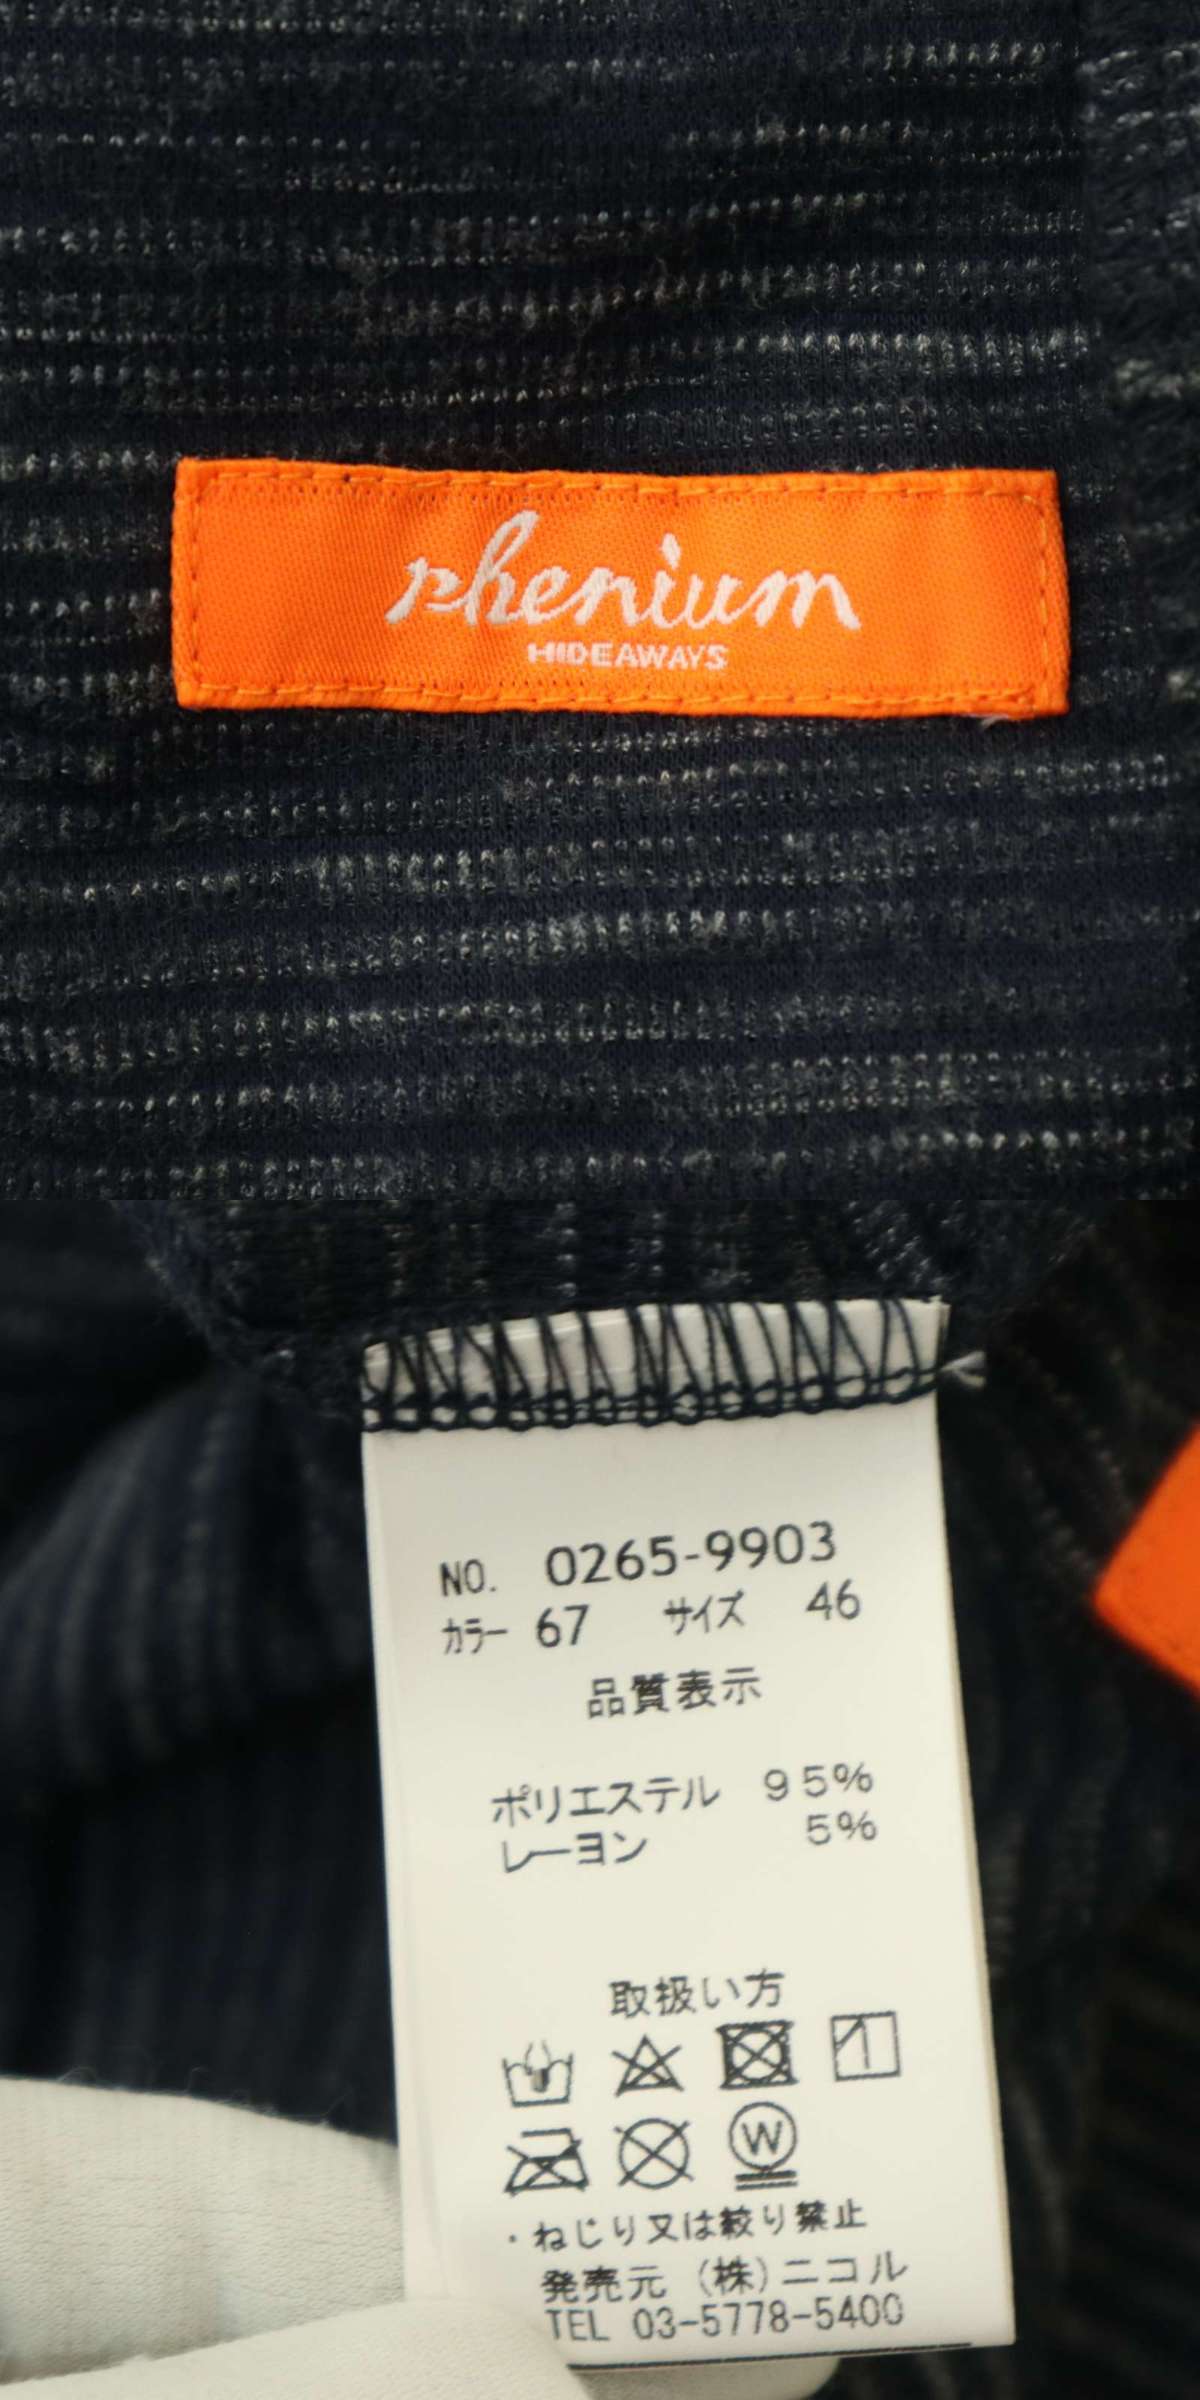 rhenium
HIDEAWAYS
NO. 0265-9903
カラー 67 サイズ 46
品質表示
ポリエステル 95%
レーヨン 5%
取扱い方
W
・ねじり又は絞り禁止
発売元 (株)ニコル
TEL 03-5778-5400